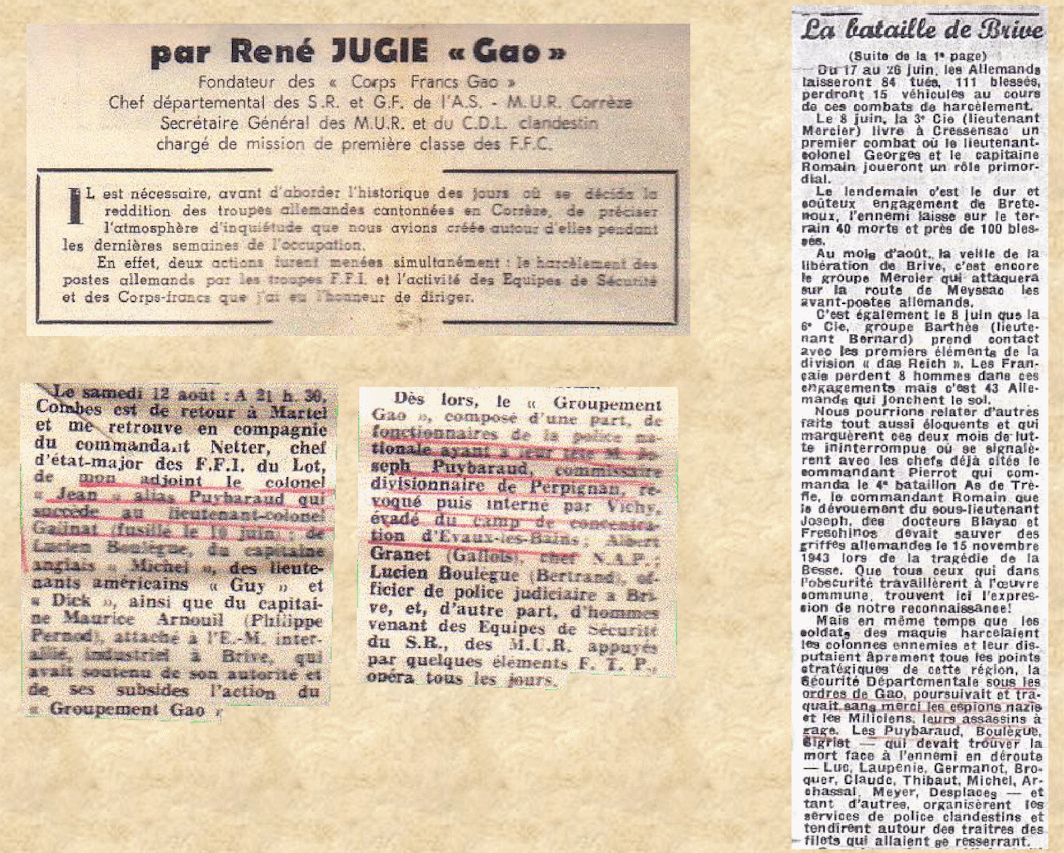 par René JUGIE « Gao »
Fondateur des « Corps Francs Gao »
Chef départemental des S.R. et G.F. de l'A.S. - M.U.R. Corrèze
Secrétaire Général des M.U.R. et du C.D.L. clandestin
chargé de mission de première classe des F.F.C.
IL est nécessaire, avant d'aborder l'historique des jours où se décida la
reddition des troupes allemandes cantonnées en Corrèze, de préciser
l'atmosphère d'inquiétude que nous avions créée autour d'elles pendant
les dernières semaines de l'occupation.
En effet, deux actions furent menées simultanément : le harcèlement des
postes allemands par les troupes F.F.I. et l'activité des Equipes de Sécurité
et des Corps-francs que j'ai eu l'honneur de diriger.
Le samedi 12 août : A 21 h. 30,
Combes est de retour à Martel
et me retrouve en compagnie
du commandant Netter, chef
d'état-major des F.F.I. du Lot,
de mon adjoint le colonel
« Jean » alias Puybaraud qui
succède au lieutenant-colonel
Galinat (fusillé le 10 juin) ; de
Lucien Boulègue, du capitaine
anglais « Michel », des lieute-
nants américains « Guy » et
« Dick », ainsi que du capitai-
ne Maurice Arnouil (Philippe
Pernod), attaché à l'E.-M. inter-
allié, industriel à Brive, qui
avait soutenu de son autorité et
de ses subsides l'action du
« Groupement Gao »
Dès lors, le « Groupement
Gao », composé d'une part, de
fonctionnaires de la police na-
tionale ayant à leur tête M. Jo-
seph Puybaraud, commissaire
divisionnaire de Perpignan, ré-
voqué puis interné par Vichy,
évadé du camp de concentra-
tion d'Evaux-les-Bains ; Albert
Granet (Gallois), chef N.A.P. ;
Lucien Boulègue (Bertrand), of-
ficier de police judiciaire à Bri-
ve, et, d'autre part, d'hommes
venant des Equipes de Sécurité
du S.R., des M.U.R. appuyés
par quelques éléments F. T. P.,
opéra tous les jours.
La bataille de Brive
(Suite de la 1e page)
Du 17 au 26 juin, les Allemands
laisseront 84 tués, 111 blessés,
perdront 15 véhicules au cours
de ces combats de harcèlement.
Le 8 juin, la 3e Cie (lieutenant
Mercier) livre à Cressensac un
premier combat où le lieutenant-
colonel Georges et le capitaine
Romain joueront un rôle primor-
dial.
Le lendemain c'est le dur et
coûteux engagement de Brete-
noux, l'ennemi laisse sur le ter-
rain 40 morts et près de 100 bles-
sés.
Au mois d'août, la veille de la
libération de Brive, c'est encore
le groupe Mercier qui attaquera
sur la route de Meyssac les
avant-postes allemands.
C'est également le 8 juin que la
6e Cie, groupe Barthès (lieute-
nant Bernard) prend contact
avec les premiers éléments de la
division « das Reich ». Les Fran-
çais perdent 8 hommes dans ces
engagements mais c'est 43 Alle-
mands qui jonchent le sol.
Nous pourrions relater d'autres
faits tout aussi éloquents et qui
marquèrent ces deux mois de lut-
te ininterrompus où se signalè-
rent avec les chefs déjà cités le
commandant Pierrot qui com-
manda le 4e bataillon As de Trè-
fle, le commandant Romain que
le dévouement du sous-lieutenant
Joseph, des docteurs Blayac et
Freschinos devait sauver des
griffes allemandes le 15 novembre
1943 lors de la tragédie de la
Besse. Que tous ceux qui dans
l'obscurité travaillèrent à l'œuvre
commune, trouvent ici l'expres-
sion de notre reconnaissance!
Mais en même temps que les
soldats des maquis harcelaient
les colonnes ennemies et leur dis-
putaient âprement tous les points
stratégiques de cette région, la
Sécurité Départementale sous les
ordres de Gao, poursuivait et tra-
quait sans merci les espions nazis
et les Miliciens, leurs assassins à
gage. Les Puybaraud, Boulègue,
Sigrist — qui devait trouver la
mort face à l'ennemi en déroute
— Luc, Laupenie, Germanot, Bro-
quer, Claude, Thibaut, Michel, Ar-
chassal, Meyer, Desplaces — et
tant d'autres, organisèrent les
services de police clandestins et
tendirent autour des traîtres des
filets qui allaient se resserrant.